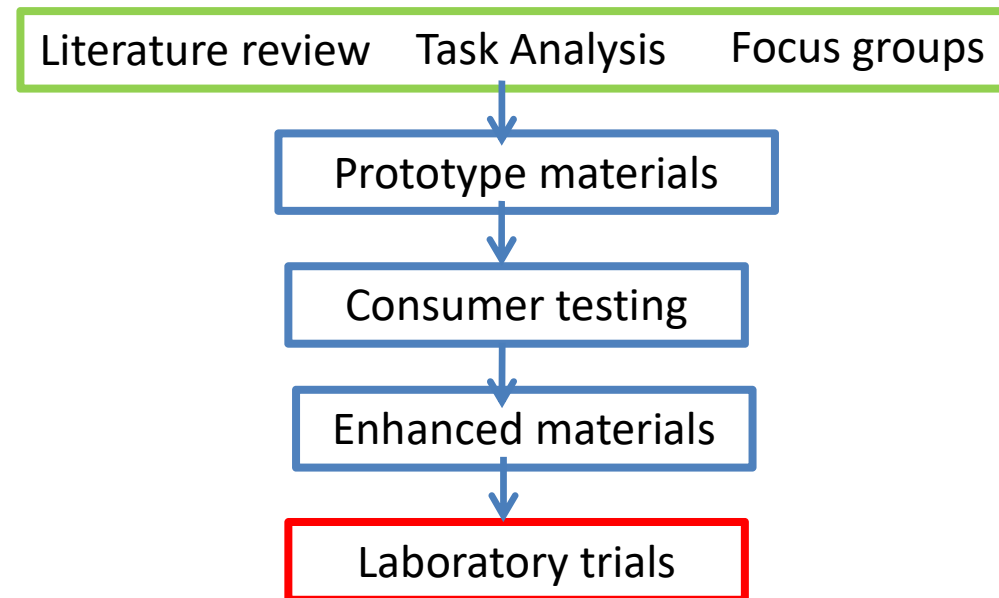 Literature review Task Analysis Focus groups
Prototype materials
Consumer testing
Enhanced materials
Laboratory trials